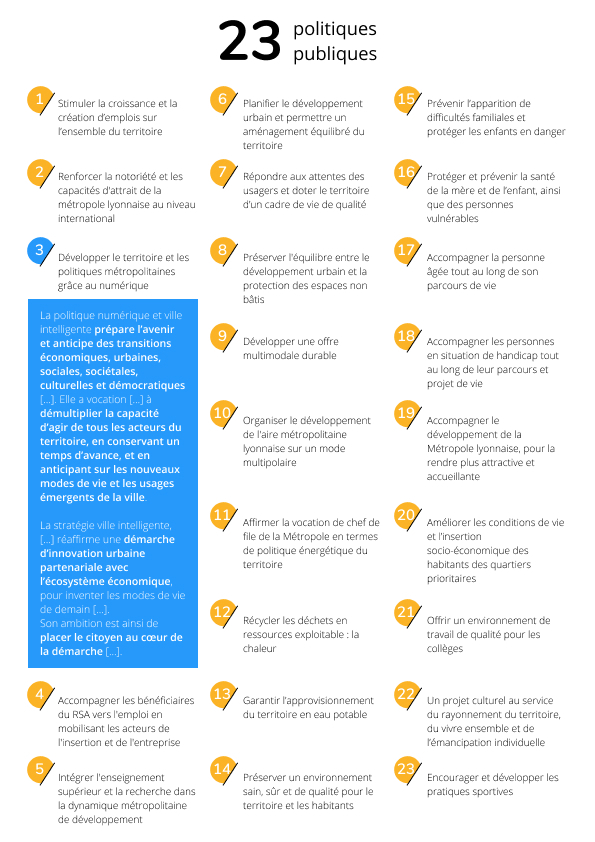 23 politiques
publiques
1
Stimuler la croissance et la
création d'emplois sur
l'ensemble du territoire
2
Renforcer la notoriété et les
capacités d'attrait de la
métropole lyonnaise au niveau
international
3
Développer le territoire et les
politiques métropolitaines
grâce au numérique
La politique numérique et ville
intelligente prépare l'avenir
et anticipe des transitions
économiques, urbaines,
sociales, sociétales,
culturelles et démocratiques
[...]. Elle a vocation [...] à
démultiplier la capacité
d'agir de tous les acteurs du
territoire, en conservant un
temps d'avance, et en
anticipant sur les nouveaux
modes de vie et les usages
émergents de la ville.
La stratégie ville intelligente,
[...] réaffirme une démarche
d'innovation urbaine
partenariale avec
l'écosystème économique,
pour inventer les modes de vie
de demain [...].
Son ambition est ainsi de
placer le citoyen au cœur de
la démarche [...].
4
Accompagner les bénéficiaires
du RSA vers l'emploi en
mobilisant les acteurs de
l'insertion et de l'entreprise
5
Intégrer l'enseignement
supérieur et la recherche dans
la dynamique métropolitaine
de développement
6
Planifier le développement
urbain et permettre un
aménagement équilibré du
territoire
7
Répondre aux attentes des
usagers et doter le territoire
d'un cadre de vie de qualité
8
Préserver l'équilibre entre le
développement urbain et la
protection des espaces non
bâtis
9
Développer une offre
multimodale durable
10
Organiser le développement
de l'aire métropolitaine
lyonnaise sur un mode
multipolaire
11
Affirmer la vocation de chef de
file de la Métropole en termes
de politique énergétique du
territoire
12
Récycler les déchets en
ressources exploitable : la
chaleur
13
Garantir l'approvisionnement
du territoire en eau potable
14
Préserver un environnement
sain, sûr et de qualité pour le
territoire et les habitants
15
Prévenir l'apparition de
difficultés familiales et
protéger les enfants en danger
16
Protéger et prévenir la santé
de la mère et de l'enfant, ainsi
que des personnes
vulnérables
17
Accompagner la personne
âgée tout au long de son
parcours de vie
18
Accompagner les personnes
en situation de handicap tout
au long de leur parcours et
projet de vie
19
Accompagner le
développement de la
Métropole lyonnaise, pour la
rendre plus attractive et
accueillante
20
Améliorer les conditions de vie
et l'insertion
socio-économique des
habitants des quartiers
prioritaires
21
Offrir un environnement de
travail de qualité pour les
collèges
22
Un projet culturel au service
du rayonnement du territoire,
du vivre ensemble et de
l'émancipation individuelle
23
Encourager et développer les
pratiques sportives